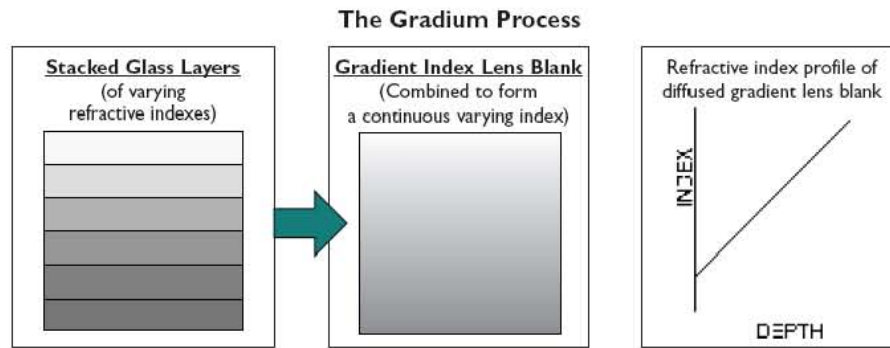 The Gradium Process
Stacked Glass Layers
(of varying
refractive indexes)
Gradient Index Lens Blank
(Combined to form
a continuous varying index)
Refractive index profile of
diffused gradient lens blank
INDEX
DEPTH